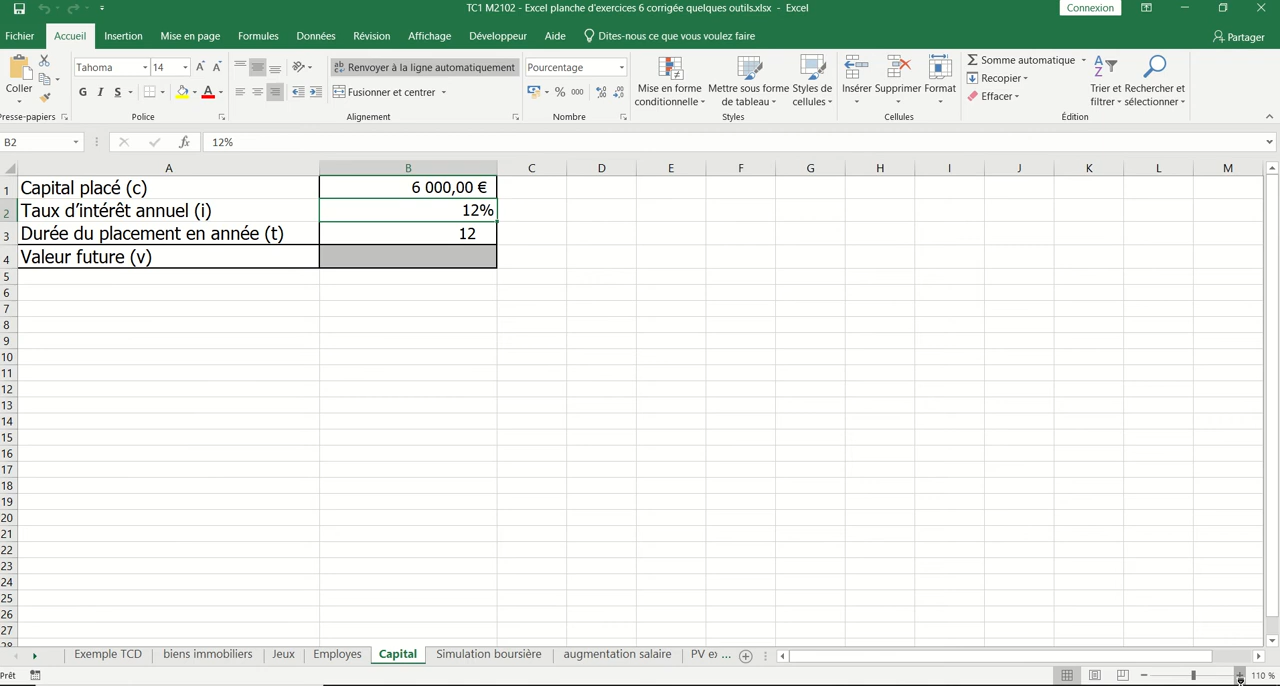 TC1 M2102 - Excel planche d'exercices 6 corrigée quelques outils.xlsx - Excel
Connexion
Fichier Accueil Insertion Mise en page Formules Données Révision Affichage Développeur Aide Dites-nous ce que vous voulez faire Partager
Tahoma 14 Renvoyer à la ligne automatiquement Pourcentage Somme automatique
Coller Mise en forme Mettre sous forme Styles de Insérer Supprimer Format Recopier Trier et Rechercher et
G I S A Fusionner et centrer % 000 conditionnelle de tableau cellules Effacer filtrer sélectionner
Presse-papiers Police Alignement Nombre Styles Cellules Édition
B2 fx 12%
A B C D E F G H I J K L M
1 Capital placé (c) 6 000,00 €
2 Taux d'intérêt annuel (i) 12%
3 Durée du placement en année (t) 12
4 Valeur future (v)
5
6
7
8
9
10
11
12
13
14
15
16
17
18
19
20
21
22
23
24
25
26
27
28
Exemple TCD biens immobiliers Jeux Employes Capital Simulation boursière augmentation salaire PV ex ...
Prêt 110 %